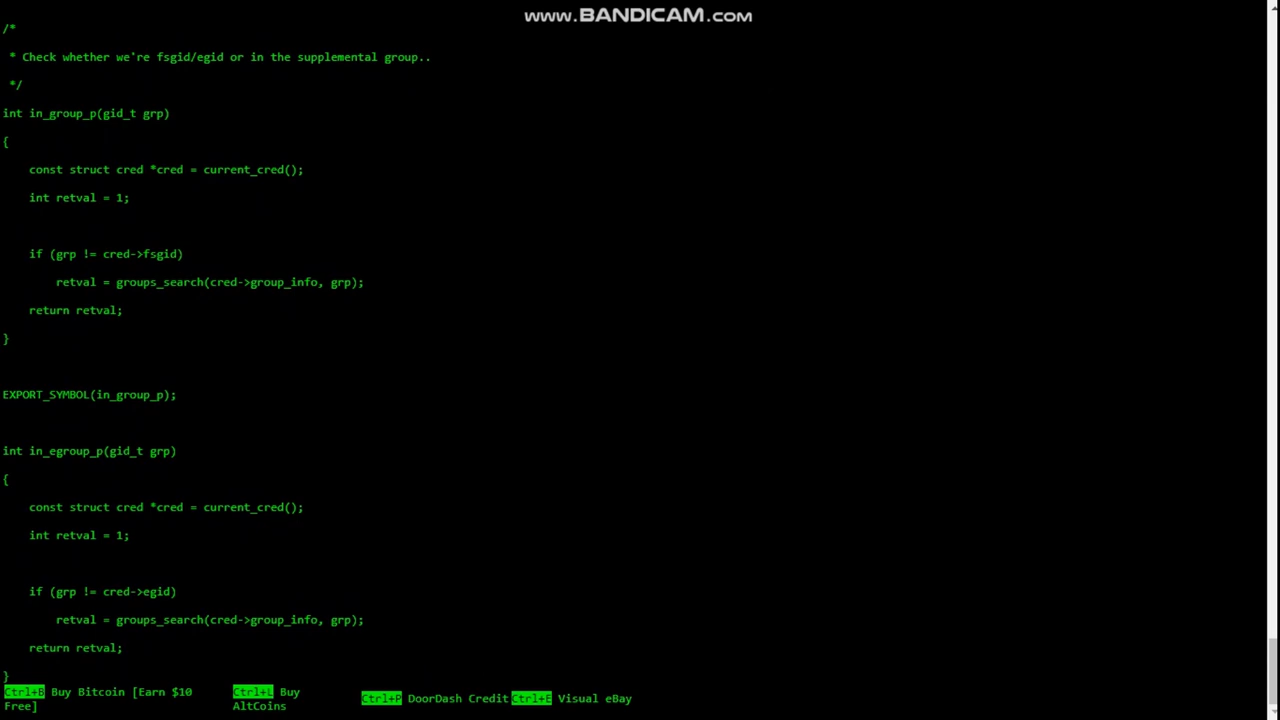 www.BANDICAM.com
/*
 * Check whether we're fsgid/egid or in the supplemental group..
 */
int in_group_p(gid_t grp)
{
    const struct cred *cred = current_cred();
    int retval = 1;
    if (grp != cred->fsgid)
        retval = groups_search(cred->group_info, grp);
    return retval;
}
EXPORT_SYMBOL(in_group_p);
int in_egroup_p(gid_t grp)
{
    const struct cred *cred = current_cred();
    int retval = 1;
    if (grp != cred->egid)
        retval = groups_search(cred->group_info, grp);
    return retval;
}
Ctrl+B Buy Bitcoin [Earn $10
Free]
Ctrl+L Buy
AltCoins
Ctrl+P DoorDash Credit
Ctrl+E Visual eBay